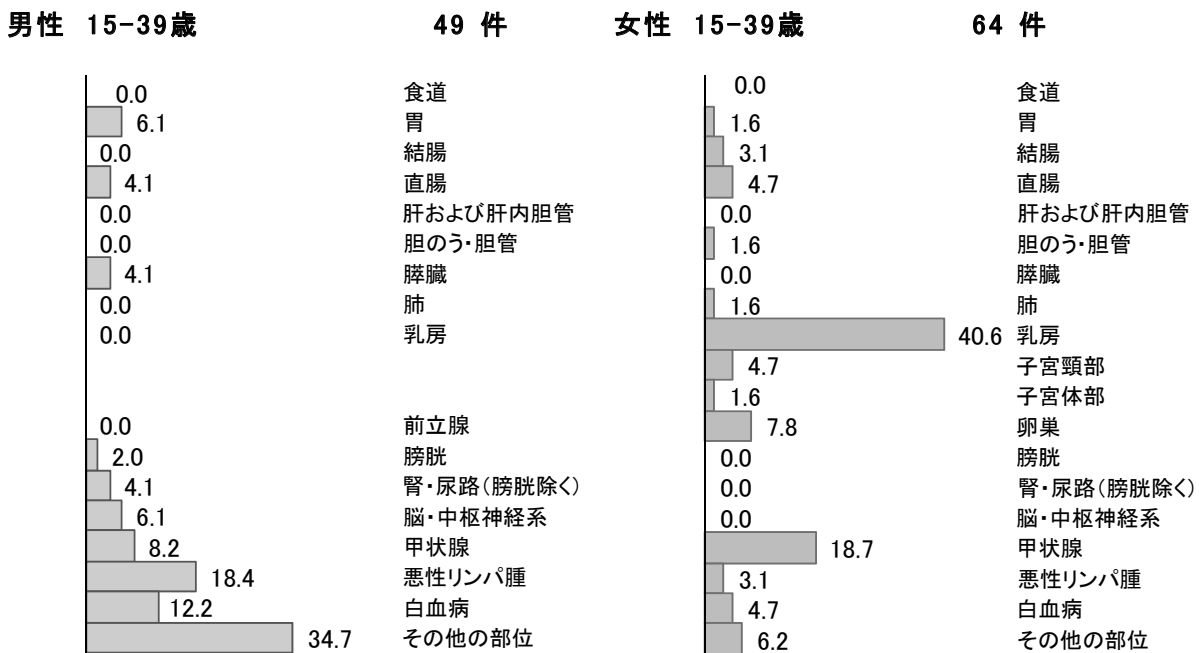 男性 15-39歳 49 件 女性 15-39歳 64 件
0.0 食道 0.0 食道
6.1 胃 1.6 胃
0.0 結腸 3.1 結腸
4.1 直腸 4.7 直腸
0.0 肝および肝内胆管 0.0 肝および肝内胆管
0.0 胆のう・胆管 1.6 胆のう・胆管
4.1 膵臓 0.0 膵臓
0.0 肺 1.6 肺
0.0 乳房 40.6 乳房
4.7 子宮頸部
1.6 子宮体部
0.0 前立腺 7.8 卵巣
2.0 膀胱 0.0 膀胱
4.1 腎・尿路(膀胱除く) 0.0 腎・尿路(膀胱除く)
6.1 脳・中枢神経系 0.0 脳・中枢神経系
8.2 甲状腺 18.7 甲状腺
18.4 悪性リンパ腫 3.1 悪性リンパ腫
12.2 白血病 4.7 白血病
34.7 その他の部位 6.2 その他の部位